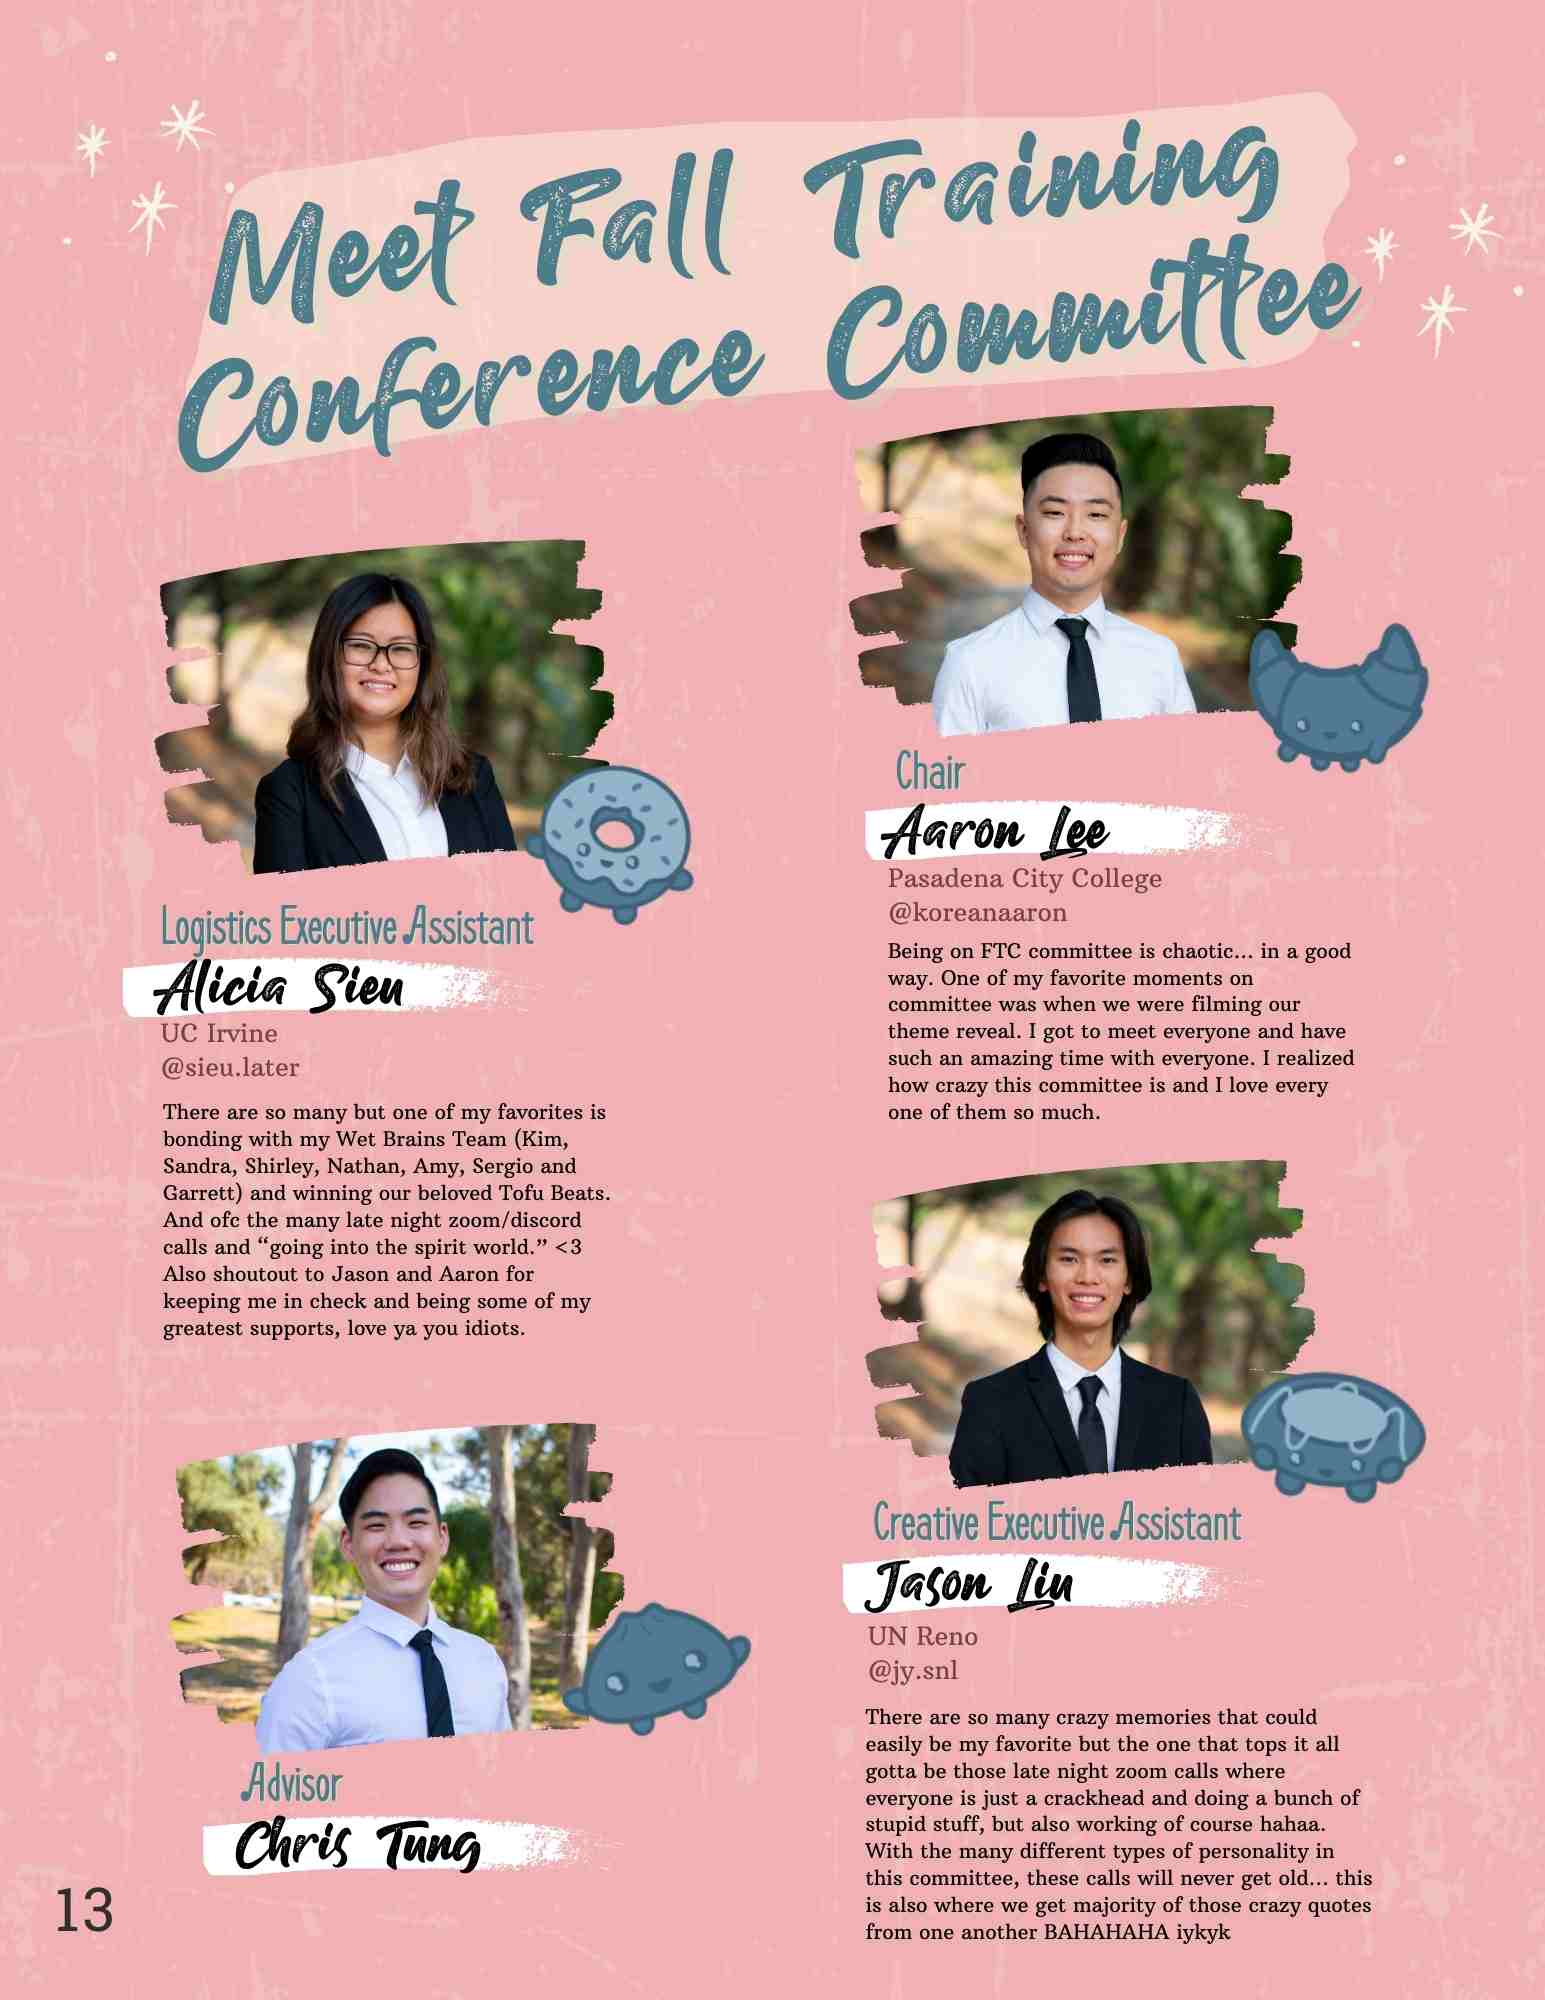 Meet Fall Training
Conference Committee
Logistics Executive Assistant
Alicia Sieu
UC Irvine
@sieu.later
There are so many but one of my favorites is
bonding with my Wet Brains Team (Kim,
Sandra, Shirley, Nathan, Amy, Sergio and
Garrett) and winning our beloved Tofu Beats.
And ofc the many late night zoom/discord
calls and “going into the spirit world.” <3
Also shoutout to Jason and Aaron for
keeping me in check and being some of my
greatest supports, love ya you idiots.
Advisor
Chris Tung
Chair
Aaron Lee
Pasadena City College
@koreanaaron
Being on FTC committee is chaotic... in a good
way. One of my favorite moments on
committee was when we were filming our
theme reveal. I got to meet everyone and have
such an amazing time with everyone. I realized
how crazy this committee is and I love every
one of them so much.
Creative Executive Assistant
Jason Liu
UN Reno
@jy.snl
There are so many crazy memories that could
easily be my favorite but the one that tops it all
gotta be those late night zoom calls where
everyone is just a crackhead and doing a bunch of
stupid stuff, but also working of course hahaa.
With the many different types of personality in
this committee, these calls will never get old... this
is also where we get majority of those crazy quotes
from one another BAHAHAHA iykyk
13